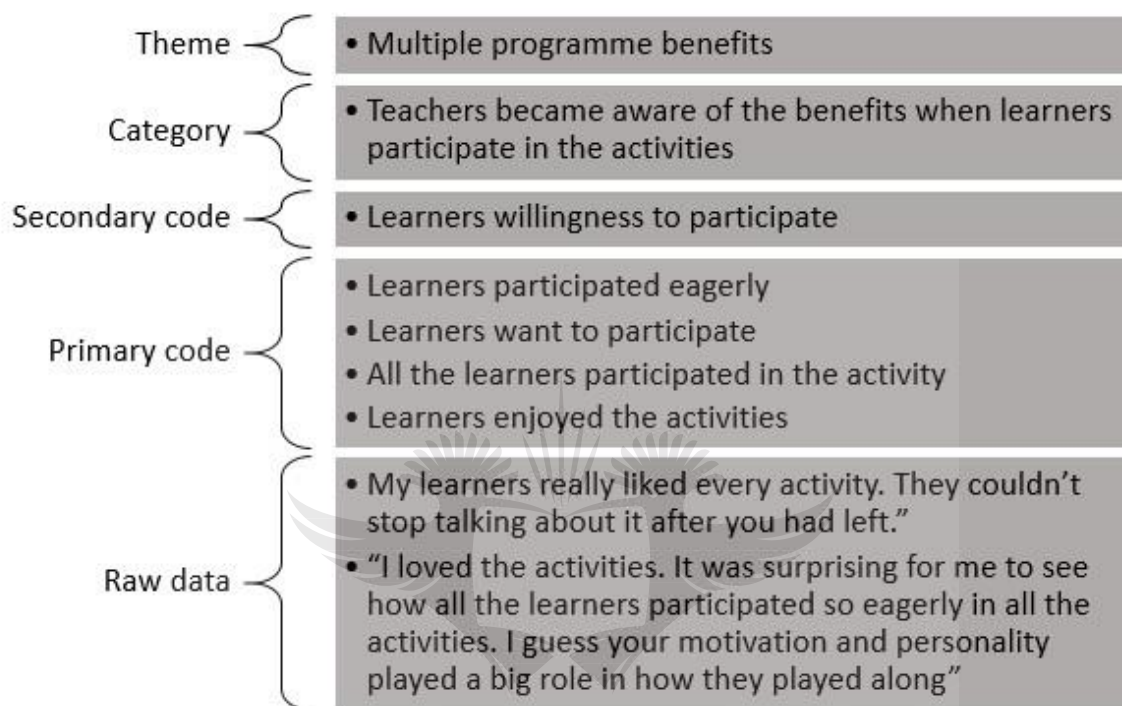 Theme
• Multiple programme benefits
Category
• Teachers became aware of the benefits when learners
participate in the activities
Secondary code
• Learners willingness to participate
Primary code
• Learners participated eagerly
• Learners want to participate
• All the learners participated in the activity
• Learners enjoyed the activities
Raw data
• My learners really liked every activity. They couldn’t
stop talking about it after you had left.”
• “I loved the activities. It was surprising for me to see
how all the learners participated so eagerly in all the
activities. I guess your motivation and personality
played a big role in how they played along”